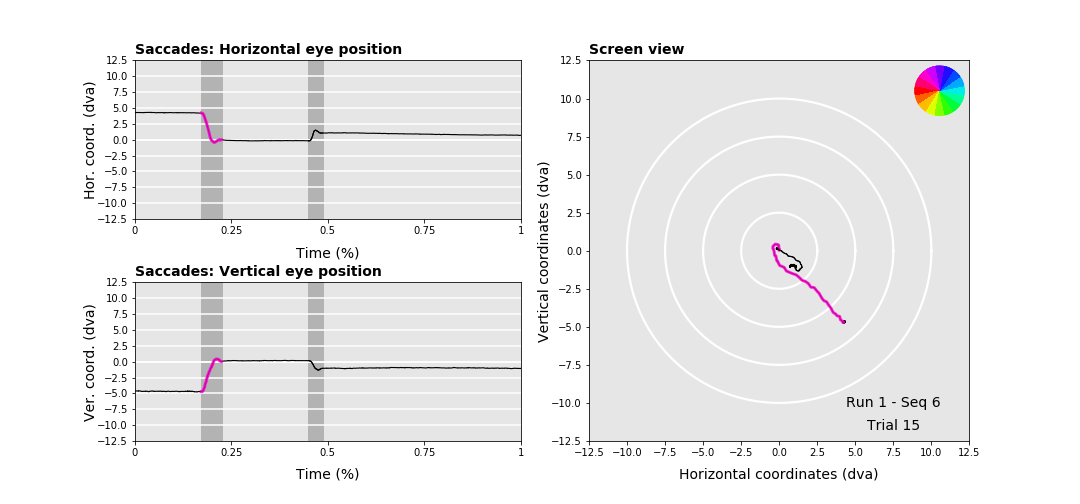 Saccades: Horizontal eye position
Hor. coord. (dva)
12.5
10.0
7.5
5.0
2.5
0.0
−2.5
−5.0
−7.5
−10.0
−12.5
0 0.25 0.5 0.75 1
Time (%)
Saccades: Vertical eye position
Ver. coord. (dva)
12.5
10.0
7.5
5.0
2.5
0.0
−2.5
−5.0
−7.5
−10.0
−12.5
0 0.25 0.5 0.75 1
Time (%)
Screen view
Vertical coordinates (dva)
12.5
10.0
7.5
5.0
2.5
0.0
−2.5
−5.0
−7.5
−10.0
−12.5
Run 1 - Seq 6
Trial 15
−12.5 −10.0 −7.5 −5.0 −2.5 0.0 2.5 5.0 7.5 10.0 12.5
Horizontal coordinates (dva)